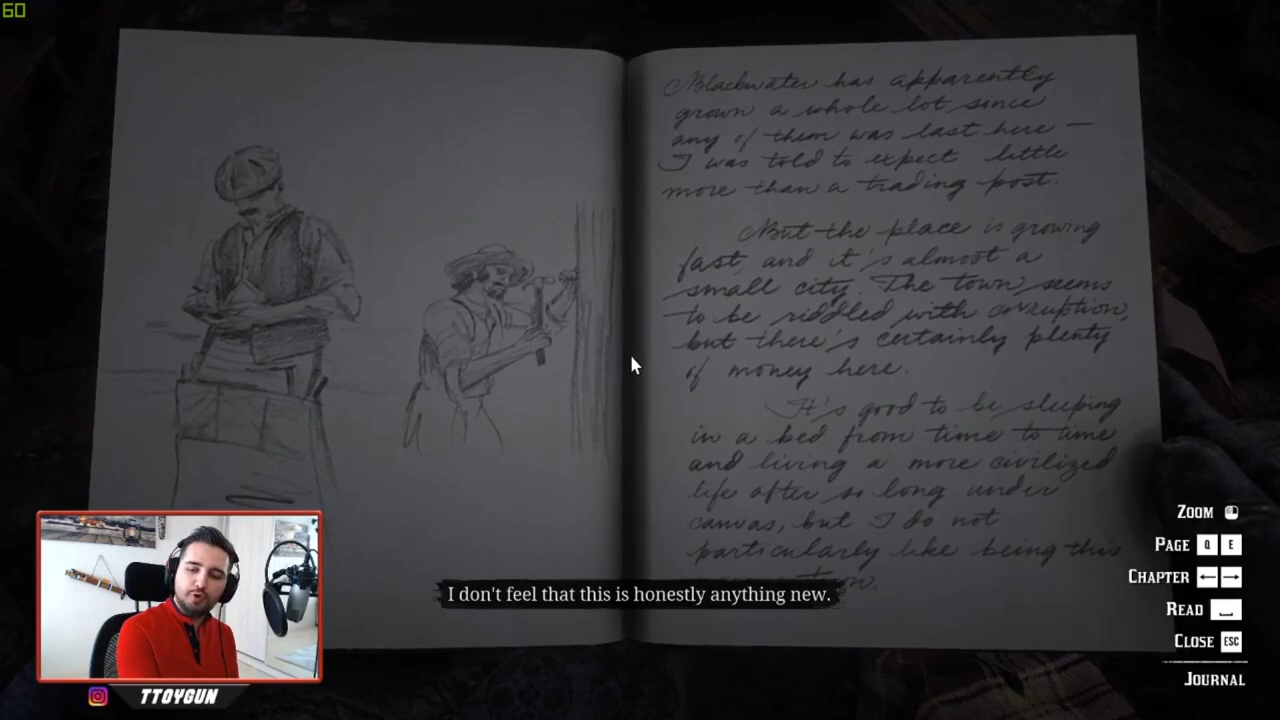 60
Blackwater has apparently
grown a whole lot since
any of them was last here —
I was told to expect little
more than a trading post.
But the place is growing
fast, and it's almost a
small city. The town seems
to be riddled with corruption,
but there's certainly plenty
of money here.
It's good to be sleeping
in a bed from time to time
and living a more civilized
life after so long under
canvas, but I do not
particularly like being this
I don't feel that this is honestly anything new.
ZOOM
PAGE Q E
CHAPTER ← →
READ
CLOSE ESC
JOURNAL
TTOYGUN